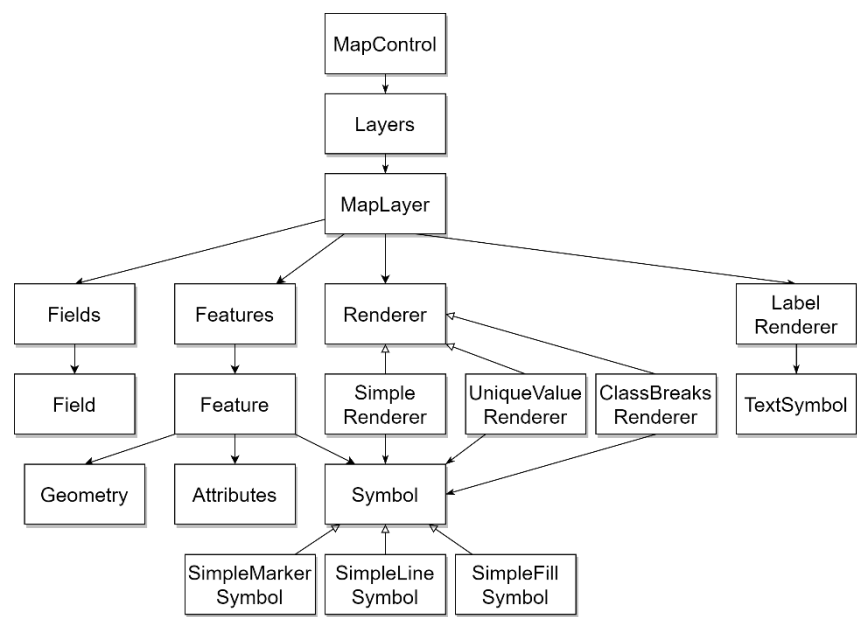 MapControl
Layers
MapLayer
Fields
Features
Renderer
Label
Renderer
Field
Feature
Simple
Renderer
UniqueValue
Renderer
ClassBreaks
Renderer
TextSymbol
Geometry
Attributes
Symbol
SimpleMarker
Symbol
SimpleLine
Symbol
SimpleFill
Symbol